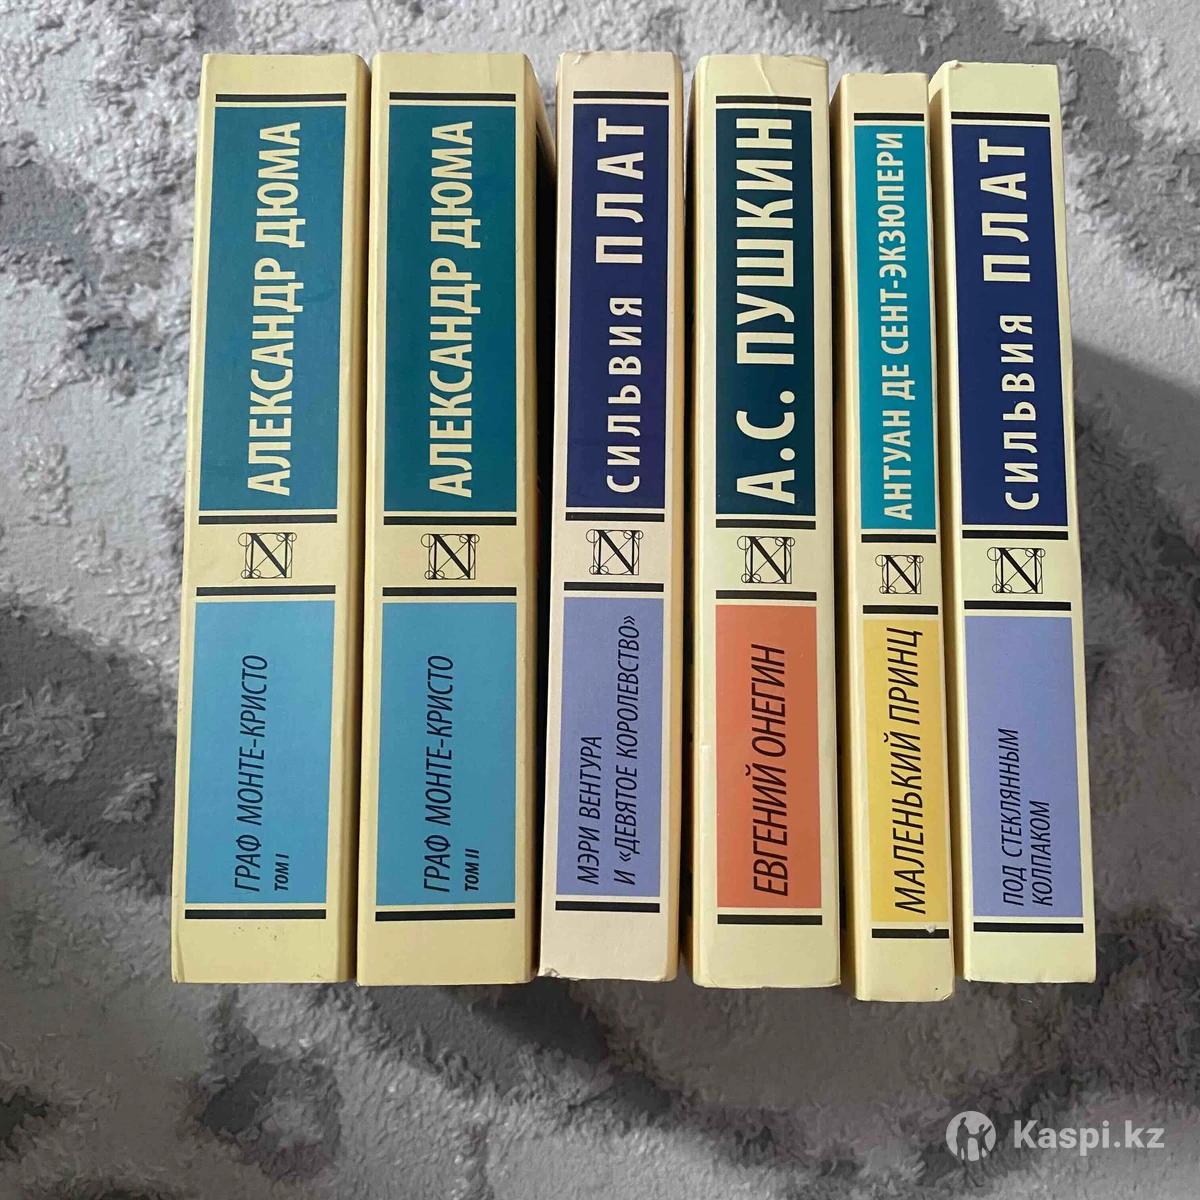 АЛЕКСАНДР ДЮМА
ГРАФ МОНТЕ-КРИСТО
ТОМ I
АЛЕКСАНДР ДЮМА
ГРАФ МОНТЕ-КРИСТО
ТОМ II
СИЛЬВИЯ ПЛАТ
МЭРИ ВЕНТУРА
И «ДЕВЯТОЕ КОРОЛЕВСТВО»
А.С. ПУШКИН
ЕВГЕНИЙ ОНЕГИН
АНТУАН ДЕ СЕНТ-ЭКЗЮПЕРИ
МАЛЕНЬКИЙ ПРИНЦ
СИЛЬВИЯ ПЛАТ
ПОД СТЕКЛЯННЫМ
КОЛПАКОМ
Kaspi.kz